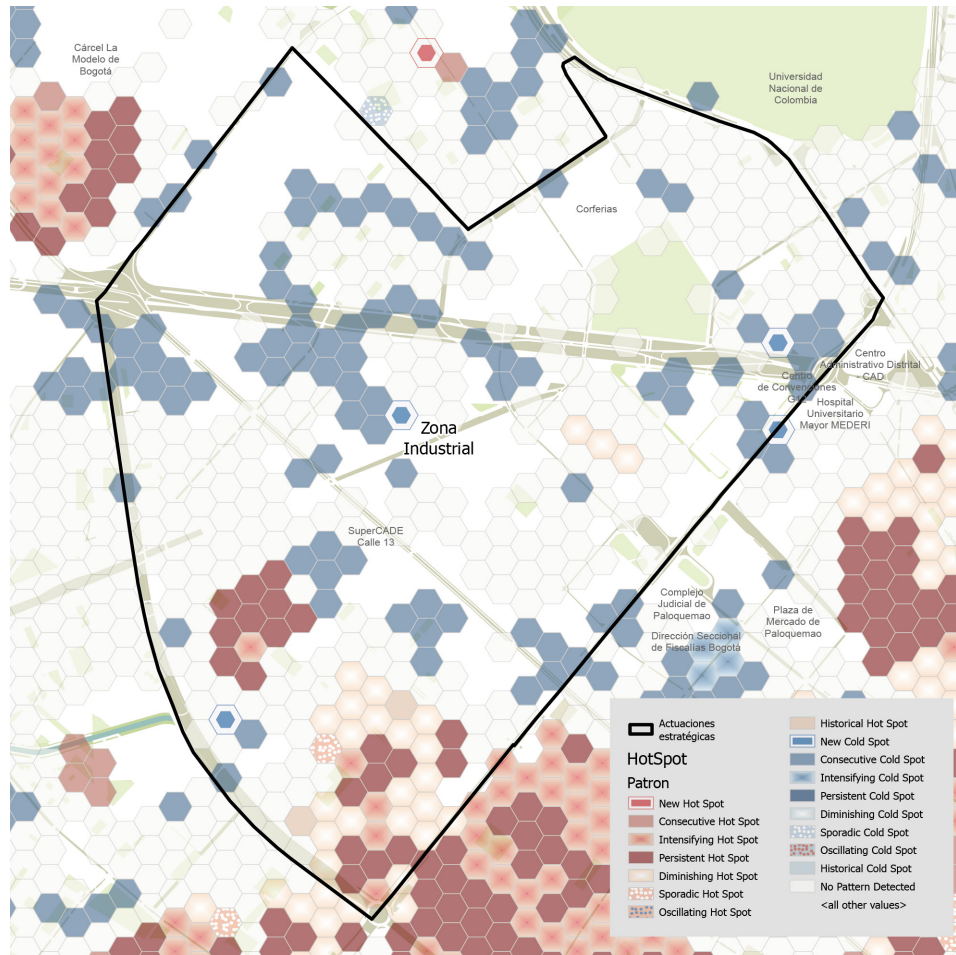 Cárcel La
Modelo de
Bogotá
Universidad
Nacional de
Colombia
Corferias
Centro
Administrativo Distrital
- CAD
Centro
de Convenciones
Hospital
Universitario
Mayor MEDERI
Zona
Industrial
SuperCADE
Calle 13
Complejo
Judicial de
Paloquemao
Plaza de
Mercado de
Paloquemao
Dirección Seccional
de Fiscalías Bogotá
Actuaciones
estratégicas
HotSpot
Patron
New Hot Spot
Consecutive Hot Spot
Intensifying Hot Spot
Persistent Hot Spot
Diminishing Hot Spot
Sporadic Hot Spot
Oscillating Hot Spot
Historical Hot Spot
New Cold Spot
Consecutive Cold Spot
Intensifying Cold Spot
Persistent Cold Spot
Diminishing Cold Spot
Sporadic Cold Spot
Oscillating Cold Spot
Historical Cold Spot
No Pattern Detected
<all other values>